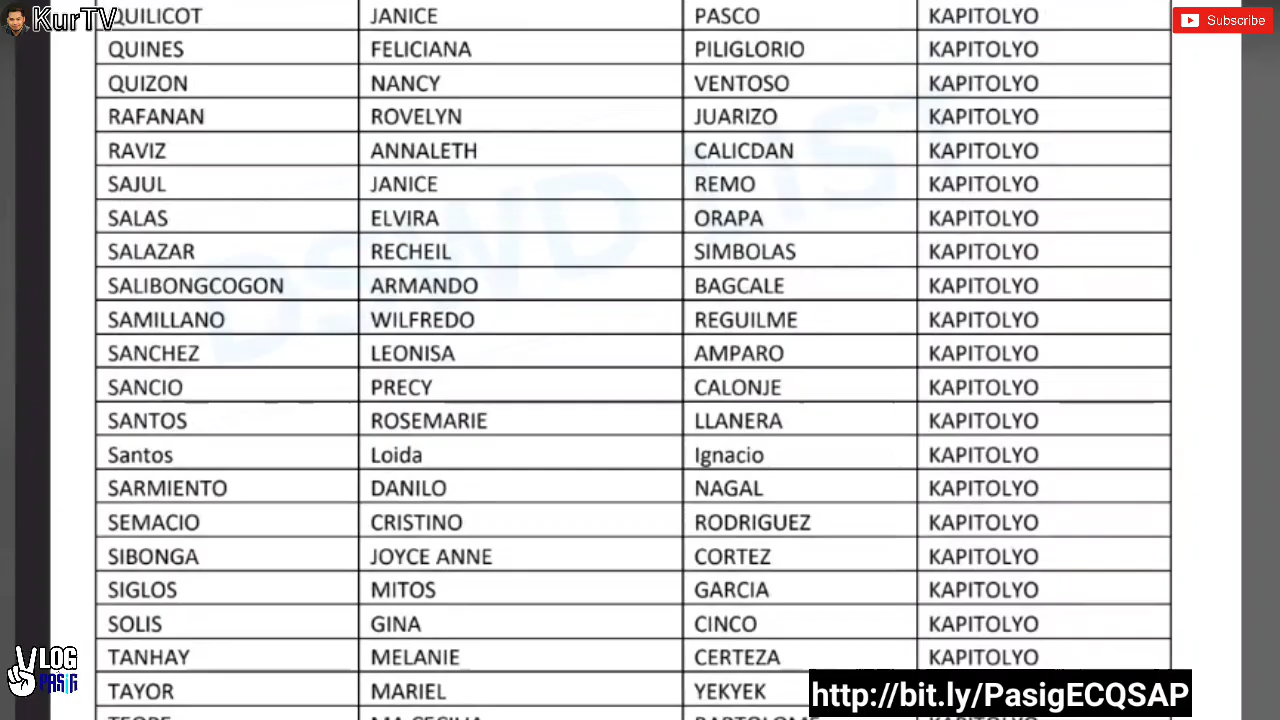 KurTV
Subscribe
QUILICOT JANICE PASCO KAPITOLYO
QUINES FELICIANA PILIGLORIO KAPITOLYO
QUIZON NANCY VENTOSO KAPITOLYO
RAFANAN ROVELYN JUARIZO KAPITOLYO
RAVIZ ANNALETH CALICDAN KAPITOLYO
SAJUL JANICE REMO KAPITOLYO
SALAS ELVIRA ORAPA KAPITOLYO
SALAZAR RECHEIL SIMBOLAS KAPITOLYO
SALIBONGCOGON ARMANDO BAGCALE KAPITOLYO
SAMILLANO WILFREDO REGUILME KAPITOLYO
SANCHEZ LEONISA AMPARO KAPITOLYO
SANCIO PRECY CALONJE KAPITOLYO
SANTOS ROSEMARIE LLANERA KAPITOLYO
Santos Loida Ignacio KAPITOLYO
SARMIENTO DANILO NAGAL KAPITOLYO
SEMACIO CRISTINO RODRIGUEZ KAPITOLYO
SIBONGA JOYCE ANNE CORTEZ KAPITOLYO
SIGLOS MITOS GARCIA KAPITOLYO
SOLIS GINA CINCO KAPITOLYO
TANHAY MELANIE CERTEZA KAPITOLYO
TAYOR MARIEL YEKYEK
DSWD LIST
VLOG
PASIG
http://bit.ly/PasigECQSAP